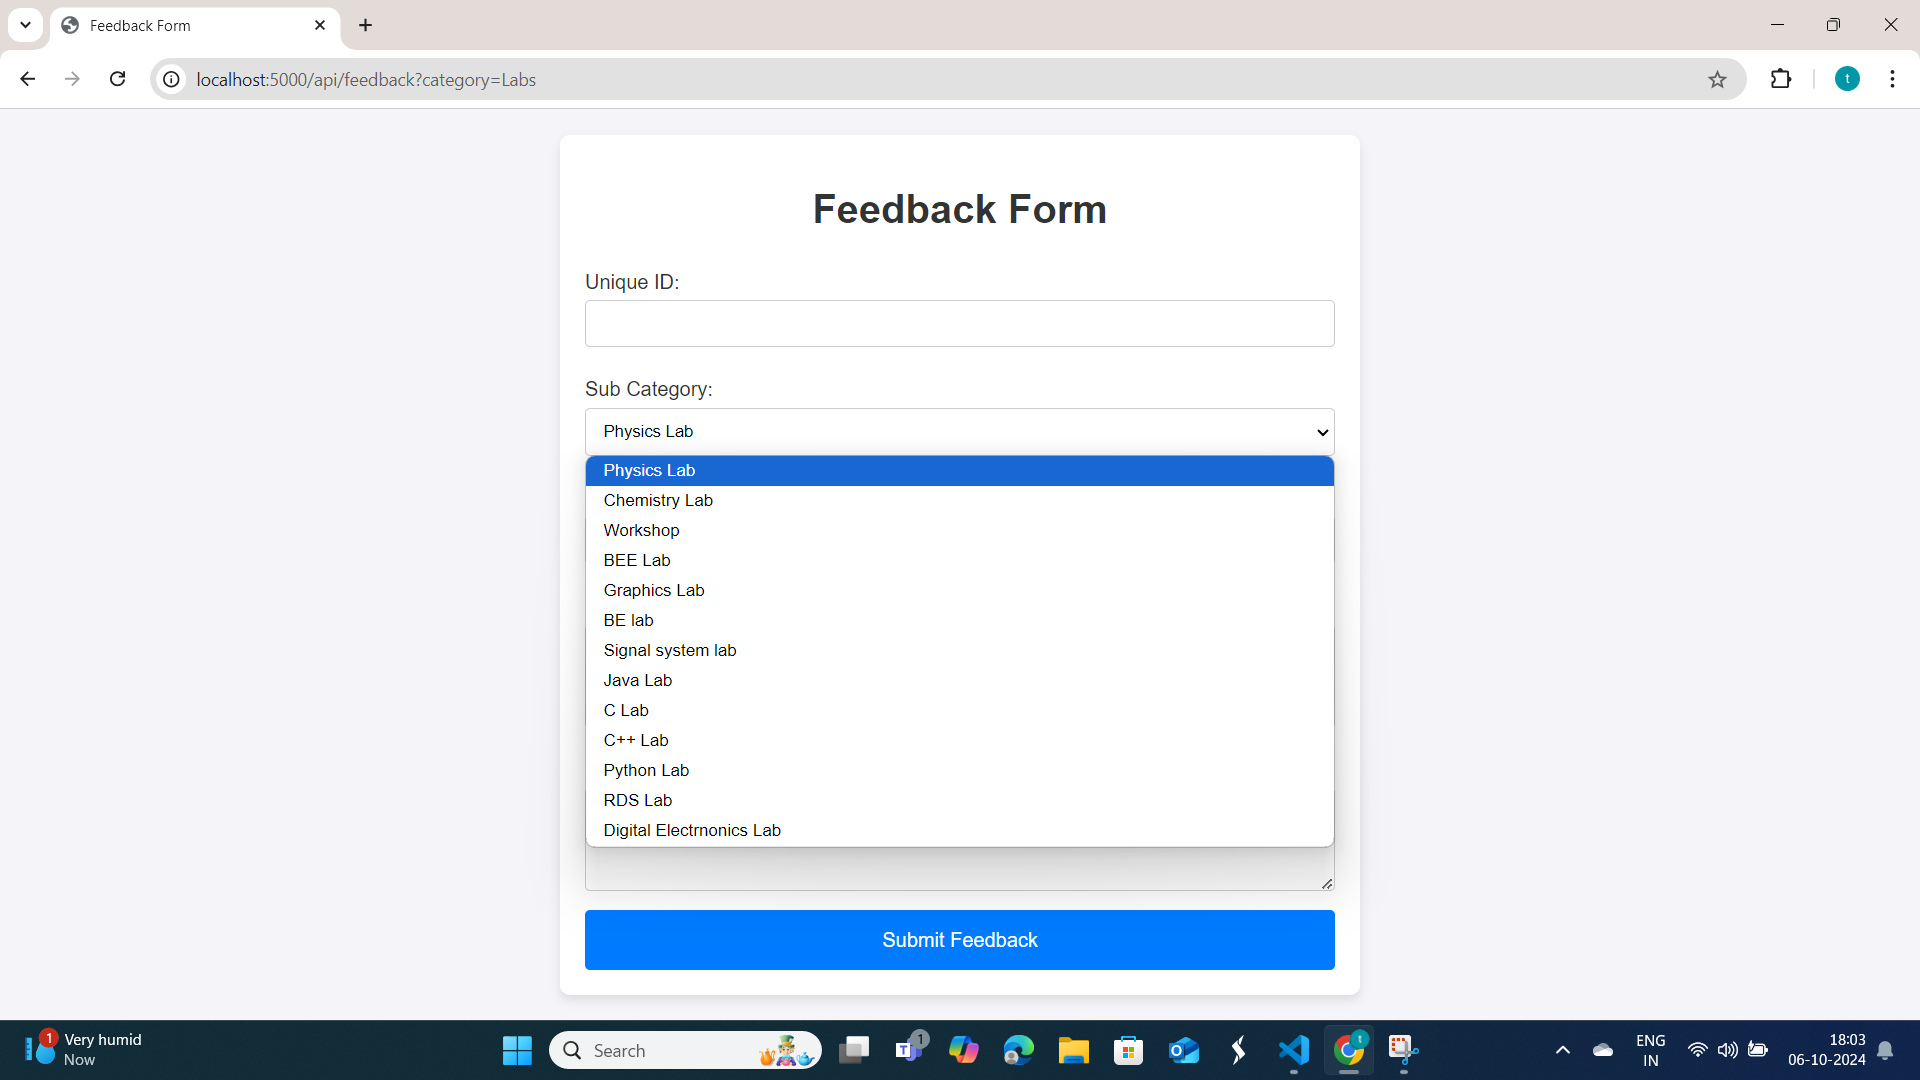 Feedback Form
localhost:5000/api/feedback?category=Labs
t
Feedback Form
Unique ID:
Sub Category:
Physics Lab
Physics Lab
Chemistry Lab
Workshop
BEE Lab
Graphics Lab
BE lab
Signal system lab
Java Lab
C Lab
C++ Lab
Python Lab
RDS Lab
Digital Electrnonics Lab
Submit Feedback
1
Very humid
Now
Search
T
1
t
ENG
IN
18:03
06-10-2024